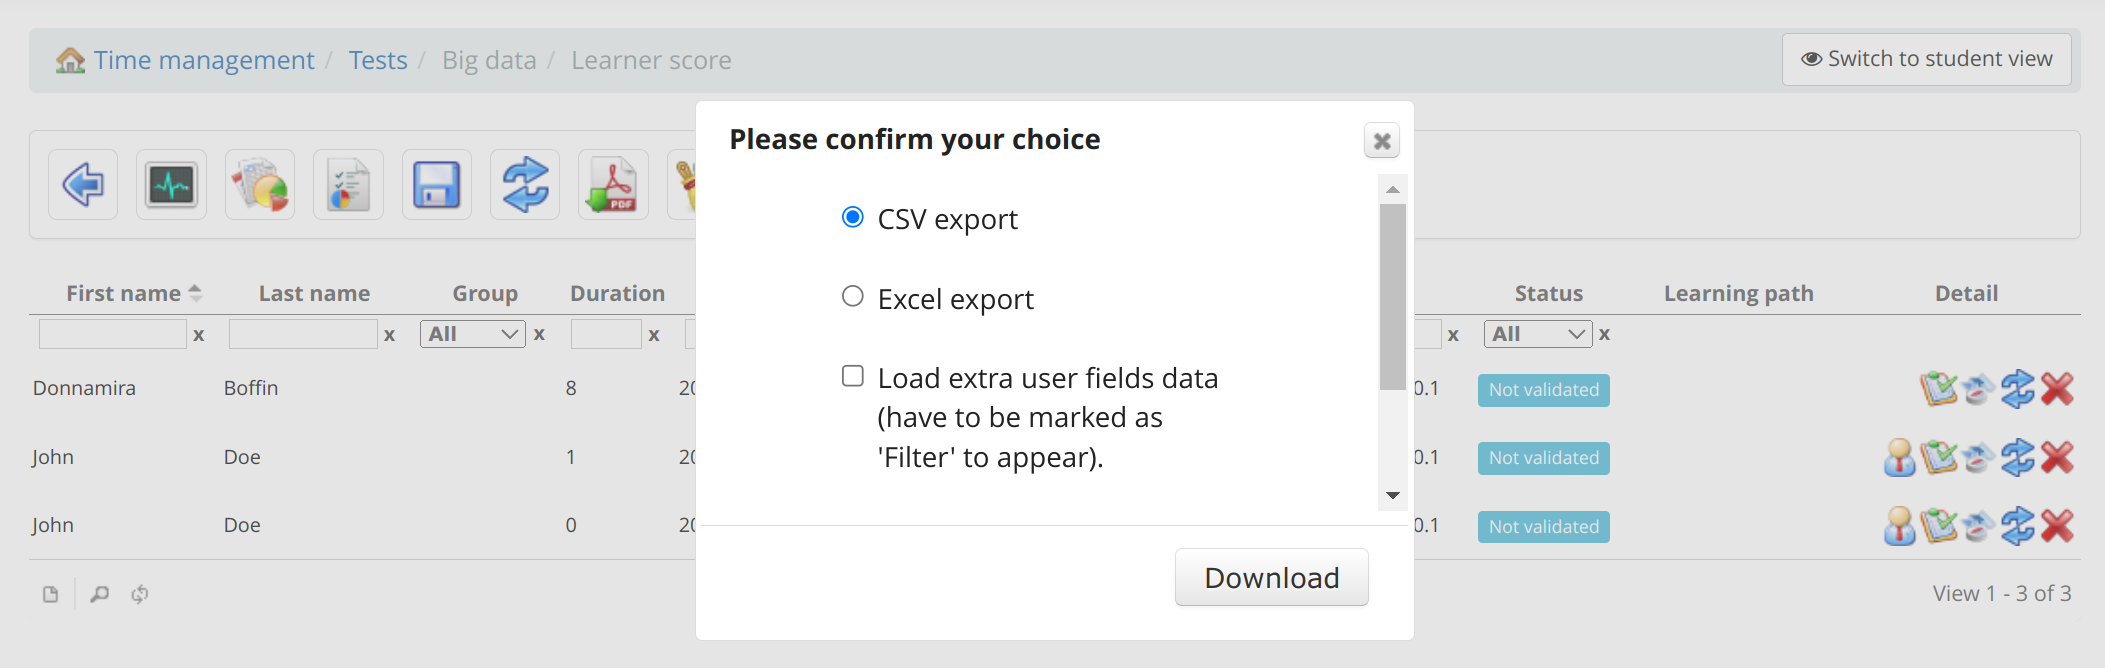 Time management / Tests / Big data / Learner score
Switch to student view
Please confirm your choice
PDF
CSV export
Excel export
Load extra user fields data
(have to be marked as
'Filter' to appear).
Download
First name Last name Group Duration Status Learning path Detail
x x All x x x All x
Donnamira Boffin 8 20 0.1 Not validated
John Doe 1 20 0.1 Not validated
John Doe 0 20 0.1 Not validated
View 1 - 3 of 3